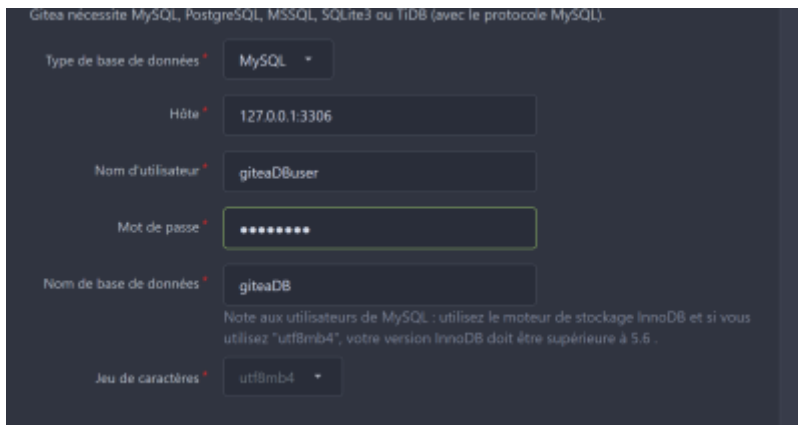 Gitea nécessite MySQL, PostgreSQL, MSSQL, SQLite3 ou TiDB (avec le protocole MySQL).
Type de base de données * MySQL
Hôte * 127.0.0.1:3306
Nom d'utilisateur * giteaDBuser
Mot de passe * ••••••••
Nom de base de données * giteaDB
Note aux utilisateurs de MySQL : utilisez le moteur de stockage InnoDB et si vous
utilisez "utf8mb4", votre version InnoDB doit être supérieure à 5.6 .
Jeu de caractères * utf8mb4